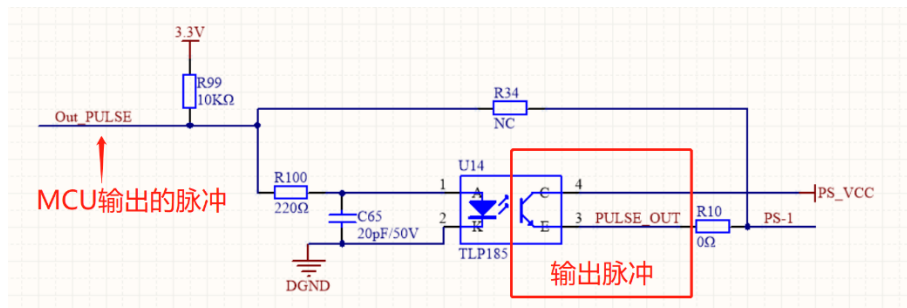 3.3V
R99
10KΩ
Out_PULSE
MCU输出的脉冲
R34
NC
R100
220Ω
C65
20pF/50V
DGND
U14
1
A
2
K
TLP185
C
4
E
3
PULSE_OUT
输出脉冲
PS_VCC
R10
0Ω
PS-1